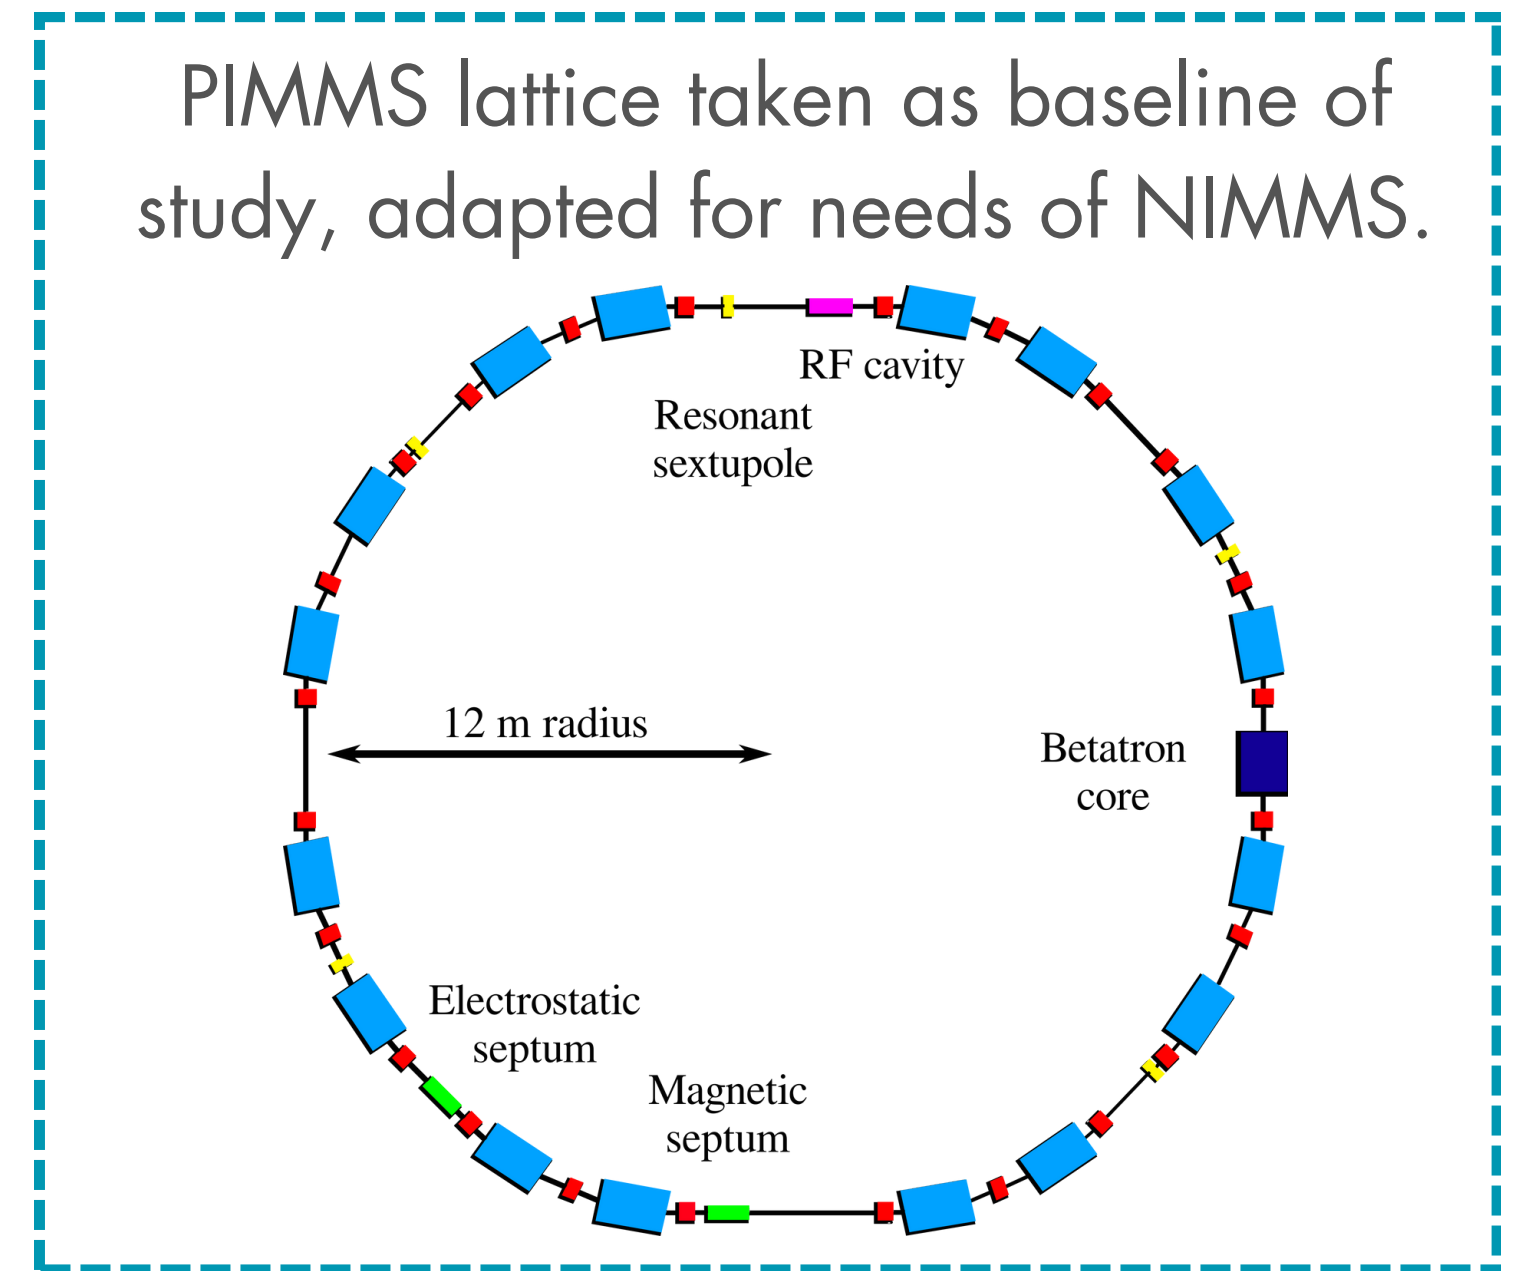 PIMMS lattice taken as baseline of
study, adapted for needs of NIMMS.
RF cavity
Resonant
sextupole
12 m radius
Betatron
core
Electrostatic
septum
Magnetic
septum